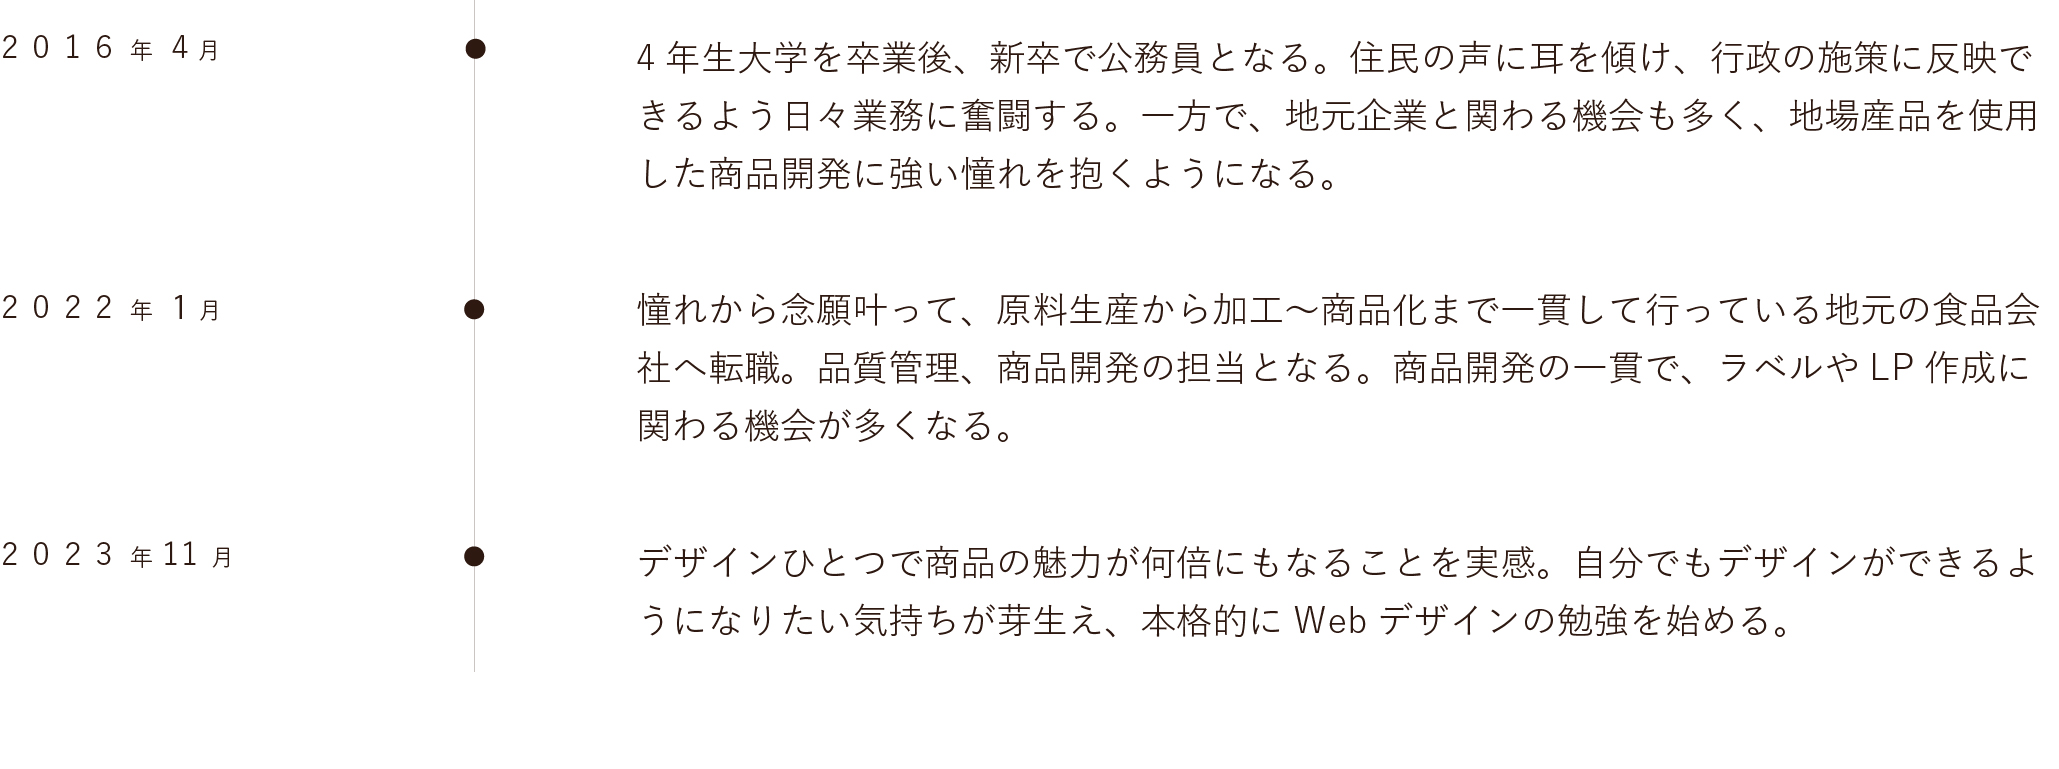 2016年 4月
4年生大学を卒業後、新卒で公務員となる。住民の声に耳を傾け、行政の施策に反映で
きるよう日々業務に奮闘する。一方で、地元企業と関わる機会も多く、地場産品を使用
した商品開発に強い憧れを抱くようになる。
2022年 1月
憧れから念願叶って、原料生産から加工～商品化まで一貫して行っている地元の食品会
社へ転職。品質管理、商品開発の担当となる。商品開発の一貫で、ラベルや LP 作成に
関わる機会が多くなる。
2023年11月
デザインひとつで商品の魅力が何倍にもなることを実感。自分でもデザインができるよ
うになりたい気持ちが芽生え、本格的に Web デザインの勉強を始める。